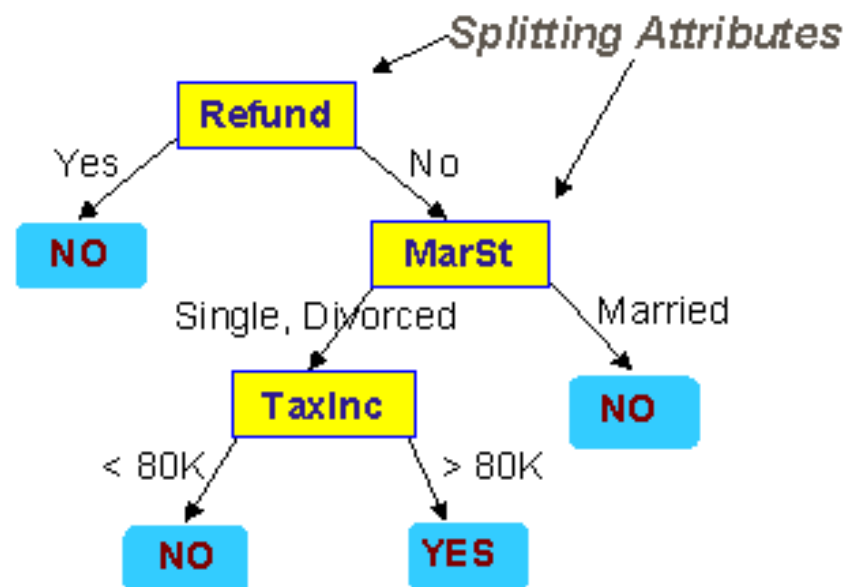 Splitting Attributes
Refund
Yes
No
NO
MarSt
Single, Divorced
Married
TaxInc
NO
< 80K
> 80K
NO
YES